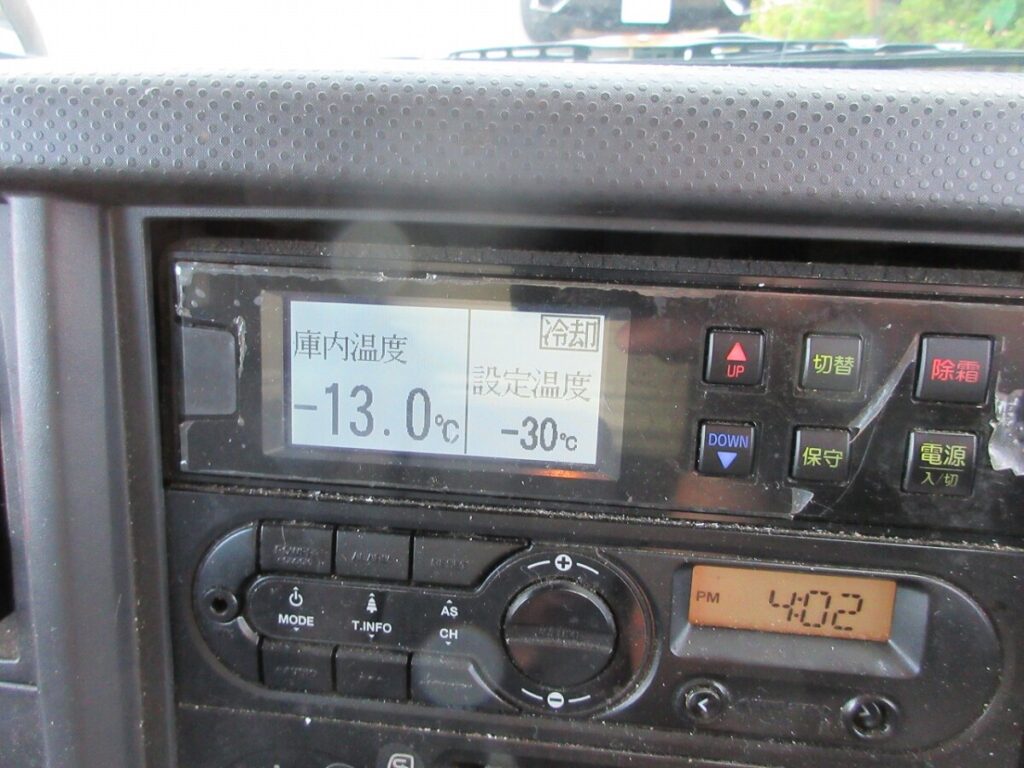 冷却
庫内温度
設定温度
-13.0℃
-30℃
UP
切替
除霜
DOWN
保守
電源
入/切
MODE
T.INFO
AS
CH
PM 4:02